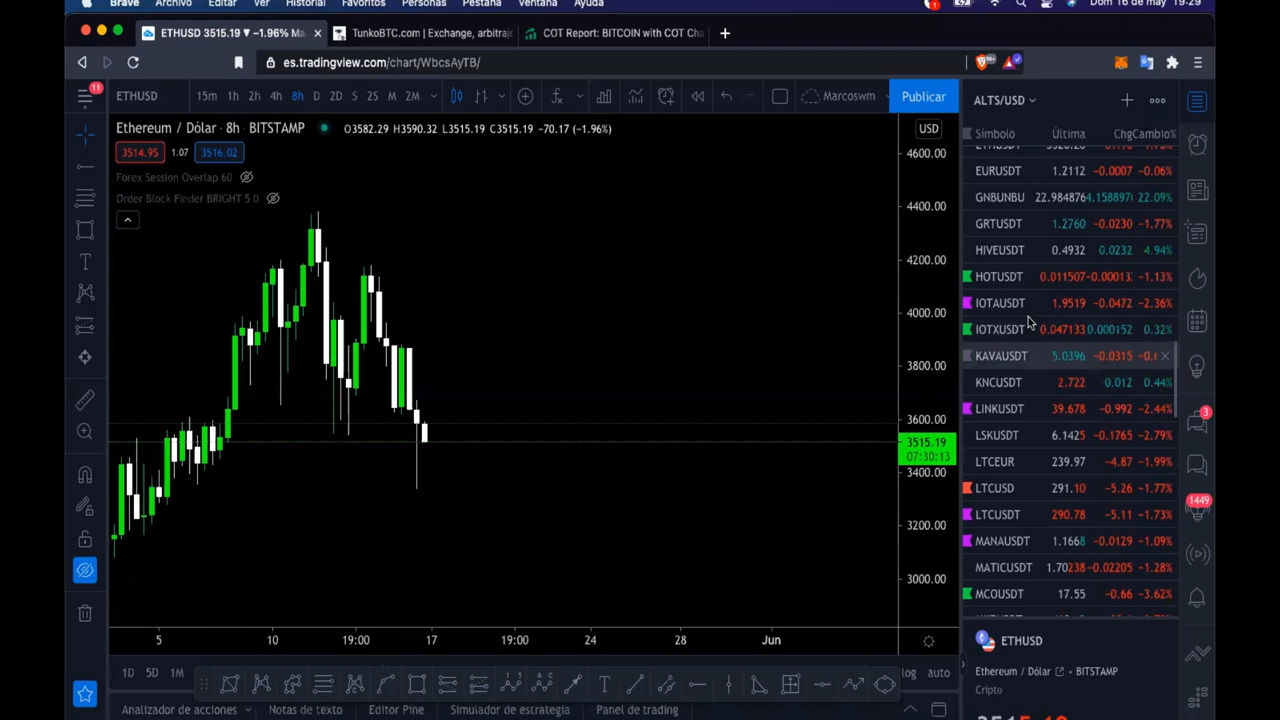 Brave Archivo Editar Ver Historial Favoritos Personas Pestaña Ventana Ayuda 1 Dom 16 de may 19:29
ETHUSD 3515.19 ▼ −1.96% Ma
TunkoBTC.com | Exchange, arbitraje
COT Report: BITCOIN with COT Cha
es.tradingview.com/chart/WbcsAyTB/
11
ETHUSD 15m 1h 2h 4h 8h D 2D S 2S M 2M Marcoswm Publicar
ALTS/USD
Ethereum / Dólar · 8h · BITSTAMP O3582.29 H3590.32 L3515.19 C3515.19 −70.17 (−1.96%)
USD
Símbolo Última Chg Cambio%
3514.95 1.07 3516.02
Forex Session Overlap 60
Order Block Finder BRIGHT 5 0
4600.00
4400.00
4200.00
4000.00
3800.00
3600.00
3515.19
07:30:13
3400.00
3200.00
3000.00
5 10 19:00 17 19:00 24 28 Jun
EURUSDT 1.2112 −0.0007 −0.06%
GNBUNBU 22.984876 4.158897 22.09%
GRTUSDT 1.2760 −0.0230 −1.77%
HIVEUSDT 0.4932 0.0232 4.94%
HOTUSDT 0.011507 −0.00013 −1.13%
IOTAUSDT 1.9519 −0.0472 −2.36%
IOTXUSDT 0.047133 0.000152 0.32%
KAVAUSDT 5.0396 −0.0315 −0.
KNCUSDT 2.722 0.012 0.44%
LINKUSDT 39.678 −0.992 −2.44%
LSKUSDT 6.1425 −0.1765 −2.79%
LTCEUR 239.97 −4.87 −1.99%
LTCUSD 291.10 −5.26 −1.77%
LTCUSDT 290.78 −5.11 −1.73%
MANAUSDT 1.1668 −0.0129 −1.09%
MATICUSDT 1.70238 −0.02205 −1.28%
MCOUSDT 17.55 −0.66 −3.62%
3
1449
ETHUSD
Ethereum / Dólar • BITSTAMP
Cripto
1D 5D 1M log auto
Analizador de acciones Notas de texto Editor Pine Simulador de estrategia Panel de trading